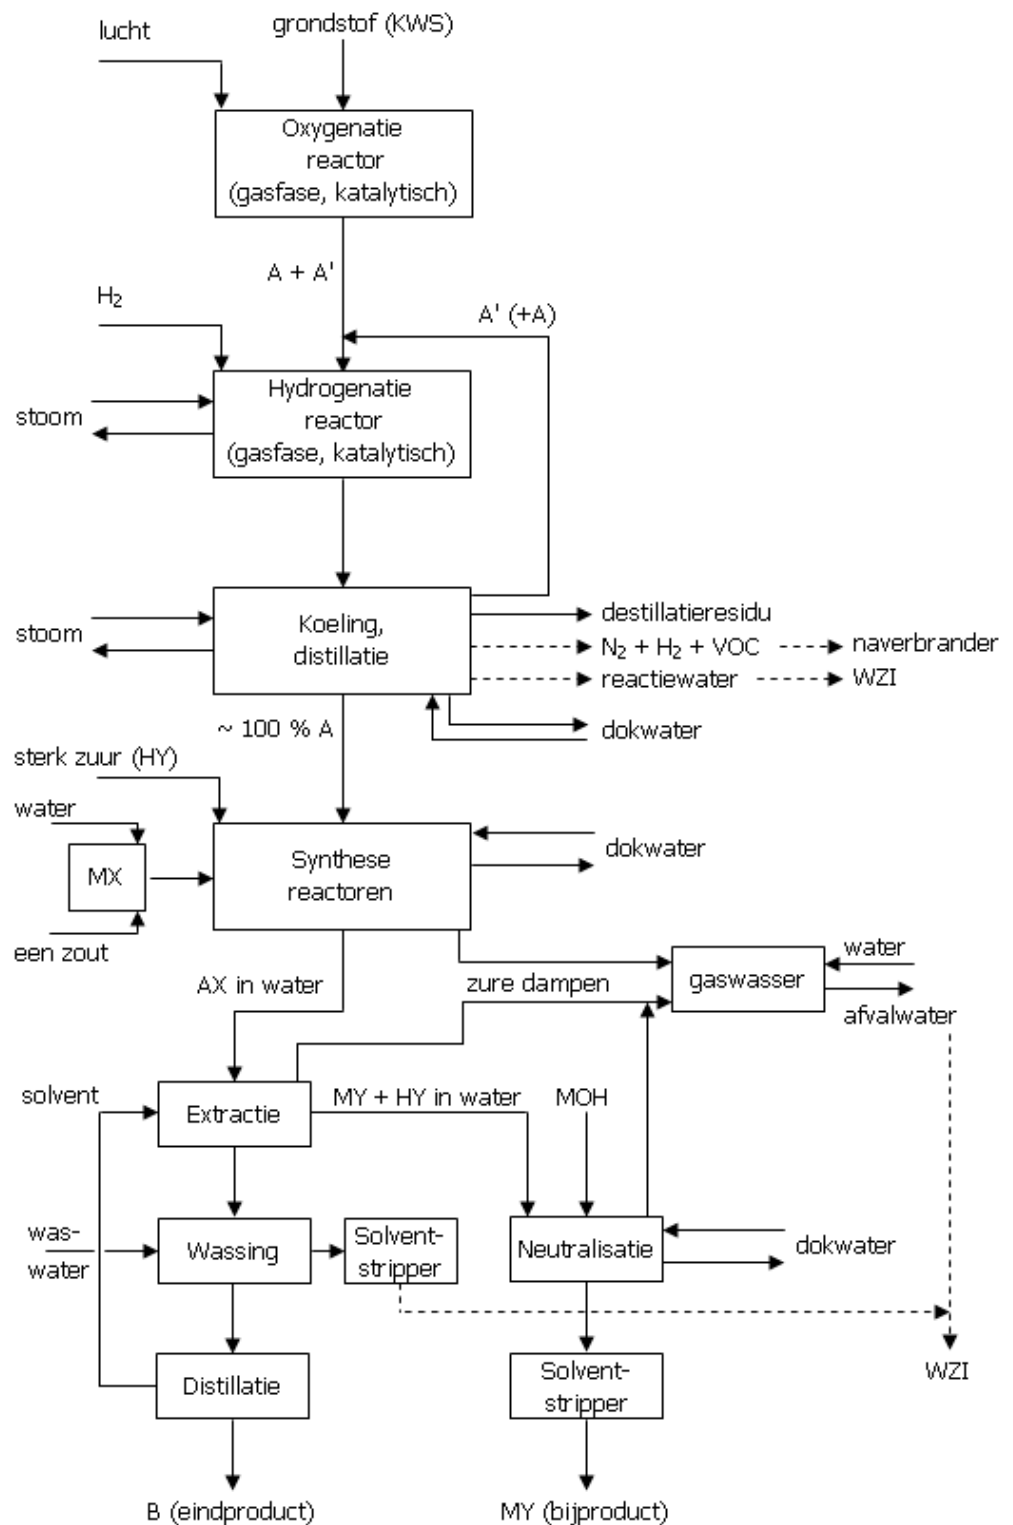 lucht
grondstof (KWS)
Oxygenatie
reactor
(gasfase, katalytisch)
A + A'
H₂
A' (+A)
Hydrogenatie
reactor
(gasfase, katalytisch)
stoom
Koeling,
distillatie
stoom
destillatieresidu
N₂ + H₂ + VOC
naverbrander
reactiewater
WZI
dokwater
~ 100 % A
sterk zuur (HY)
water
MX
een zout
Synthese
reactoren
dokwater
AX in water
zure dampen
gaswasser
water
afvalwater
solvent
Extractie
MY + HY in water
MOH
was-
water
Wassing
Solvent-
stripper
Neutralisatie
dokwater
Distillatie
Solvent-
stripper
WZI
B (eindproduct)
MY (bijproduct)